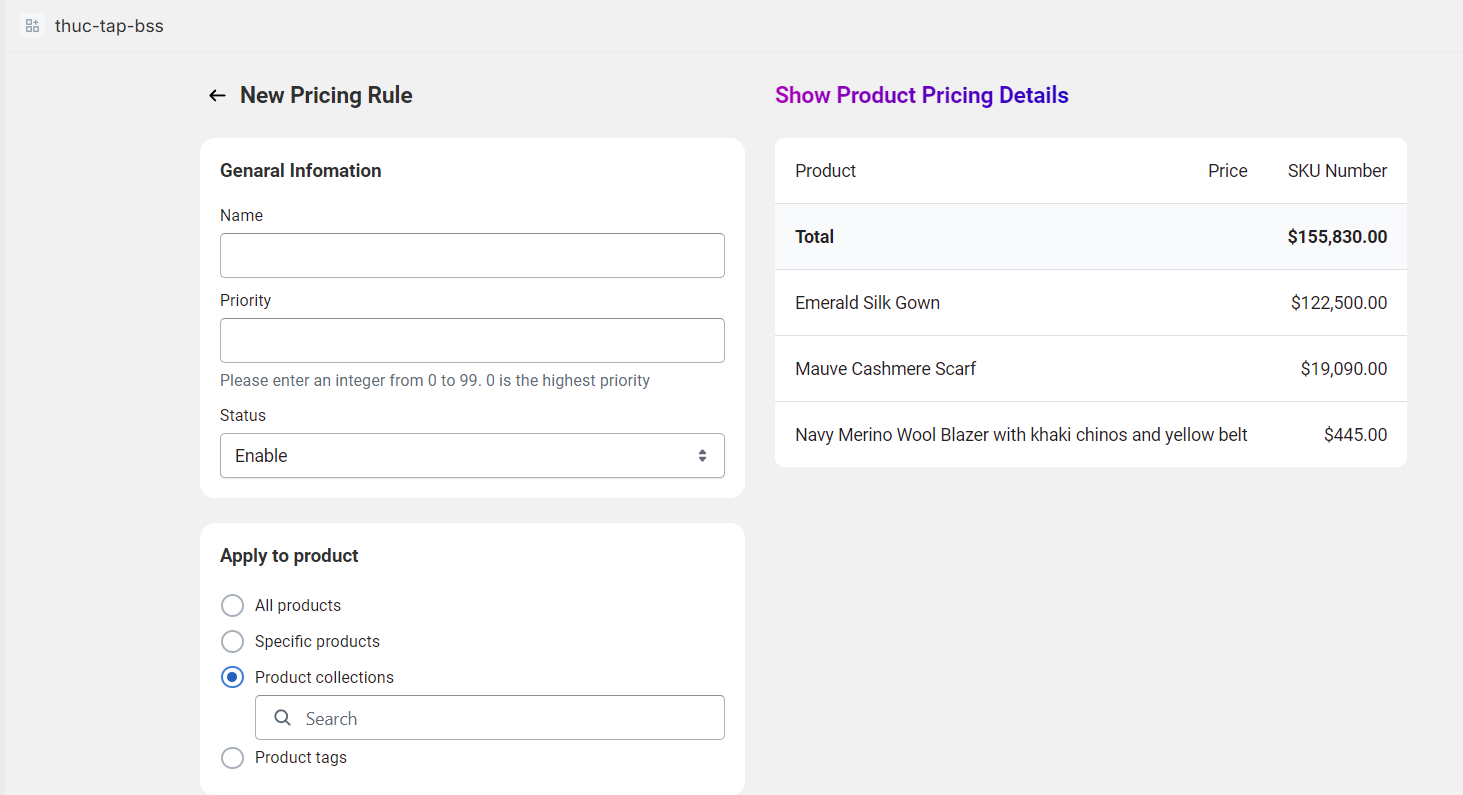 thuc-tap-bss
New Pricing Rule
Genaral Infomation
Name
Priority
Please enter an integer from 0 to 99. 0 is the highest priority
Status
Enable
Apply to product
All products
Specific products
Product collections
Search
Product tags
Show Product Pricing Details
Product Price SKU Number
Total $155,830.00
Emerald Silk Gown $122,500.00
Mauve Cashmere Scarf $19,090.00
Navy Merino Wool Blazer with khaki chinos and yellow belt $445.00